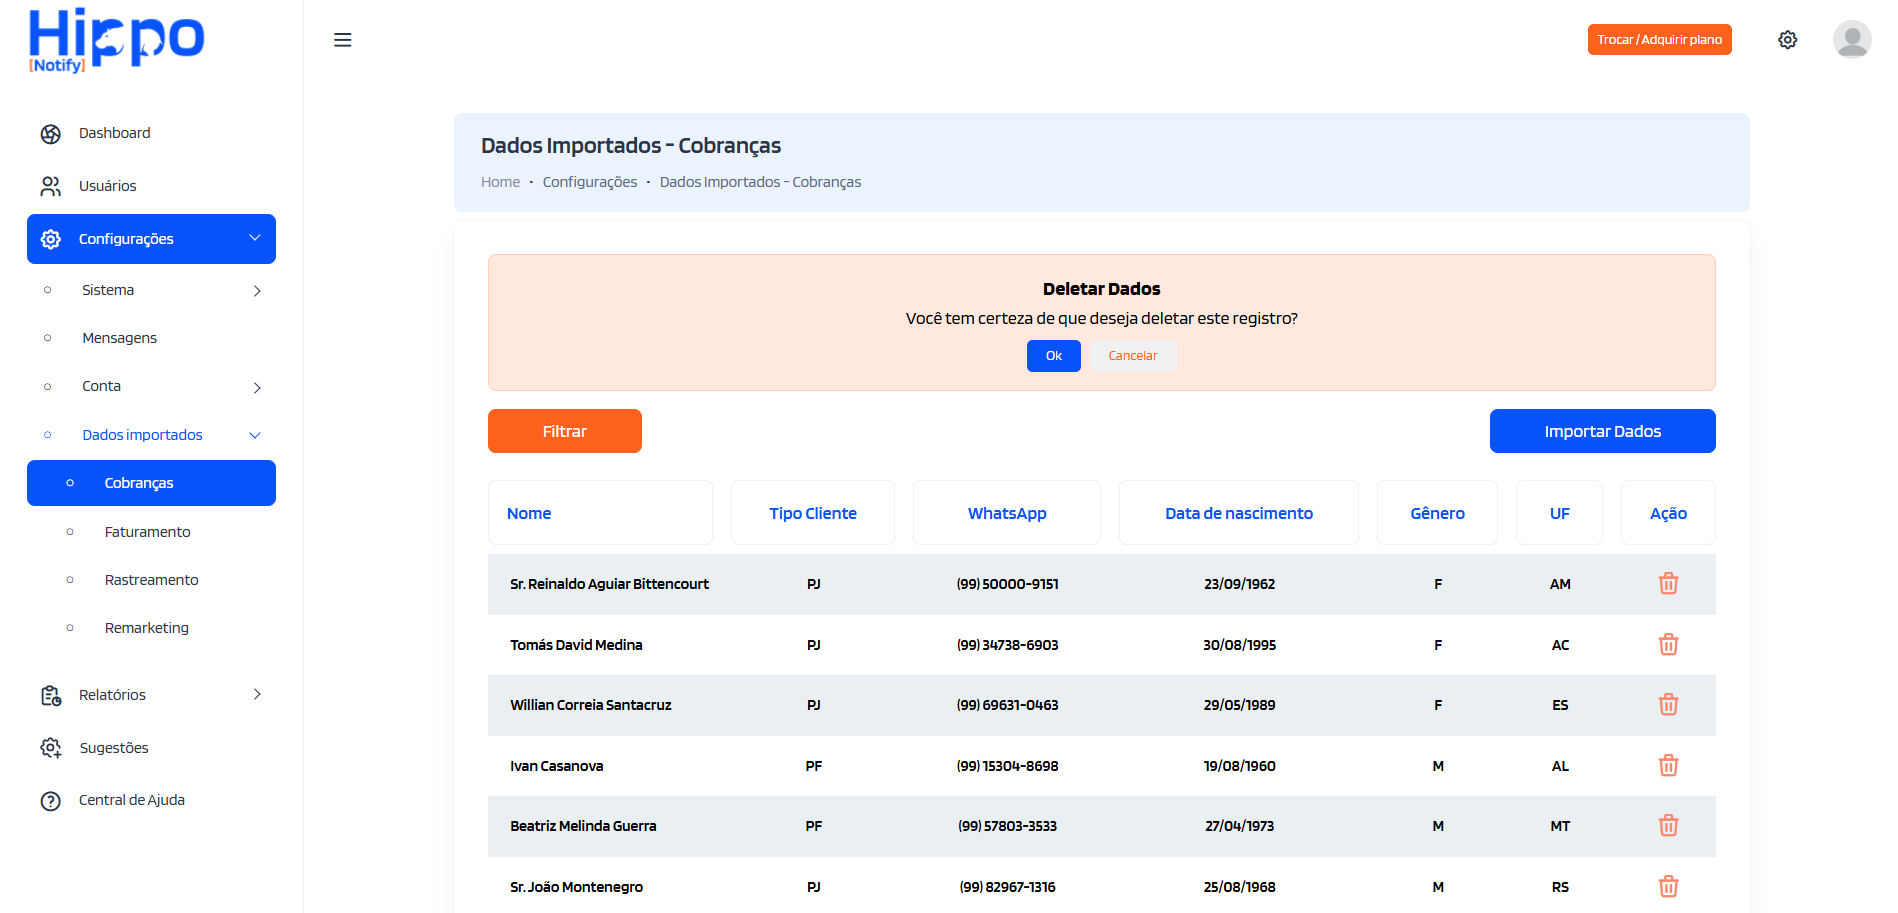 Hippo
[Notify]
Trocar / Adquirir plano
Dashboard
Usuários
Configurações
Sistema
Mensagens
Conta
Dados importados
Cobranças
Faturamento
Rastreamento
Remarketing
Relatórios
Sugestões
Central de Ajuda
Dados Importados - Cobranças
Home • Configurações • Dados Importados - Cobranças
Deletar Dados
Você tem certeza de que deseja deletar este registro?
Ok Cancelar
Filtrar Importar Dados
Nome Tipo Cliente WhatsApp Data de nascimento Gênero UF Ação
Sr. Reinaldo Aguiar Bittencourt PJ (99) 50000-9151 23/09/1962 F AM
Tomás David Medina PJ (99) 34738-6903 30/08/1995 F AC
Willian Correia Santacruz PJ (99) 69631-0463 29/05/1989 F ES
Ivan Casanova PF (99) 15304-8698 19/08/1960 M AL
Beatriz Melinda Guerra PF (99) 57803-3533 27/04/1973 M MT
Sr. João Montenegro PJ (99) 82967-1316 25/08/1968 M RS